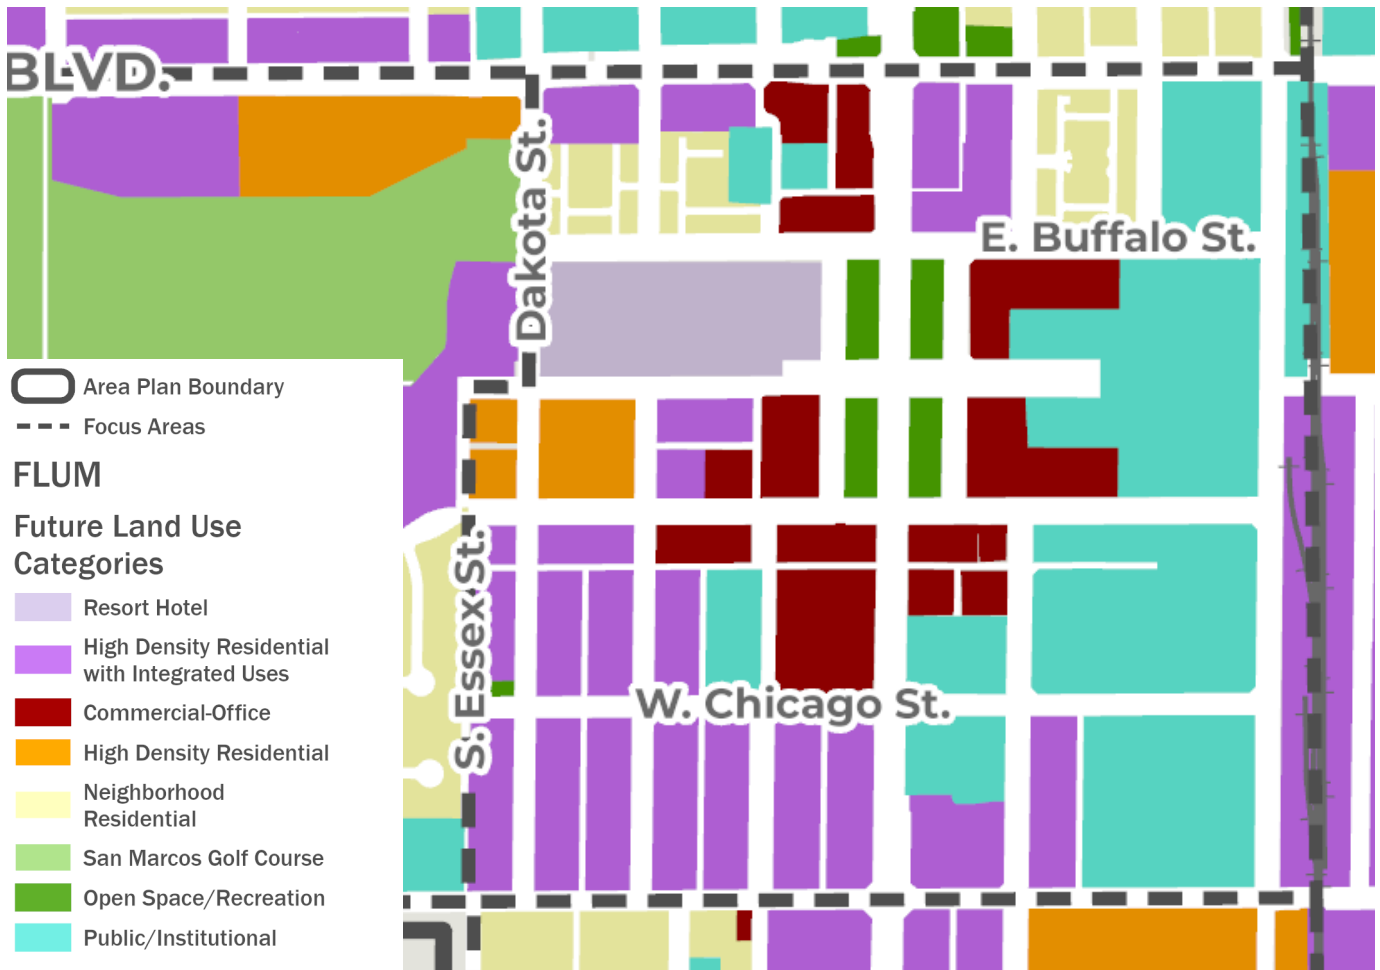 BLVD.
Dakota St.
E. Buffalo St.
Area Plan Boundary
Focus Areas
FLUM
Future Land Use
Categories
Resort Hotel
High Density Residential
with Integrated Uses
Commercial-Office
High Density Residential
Neighborhood
Residential
San Marcos Golf Course
Open Space/Recreation
Public/Institutional
S. Essex St.
W. Chicago St.